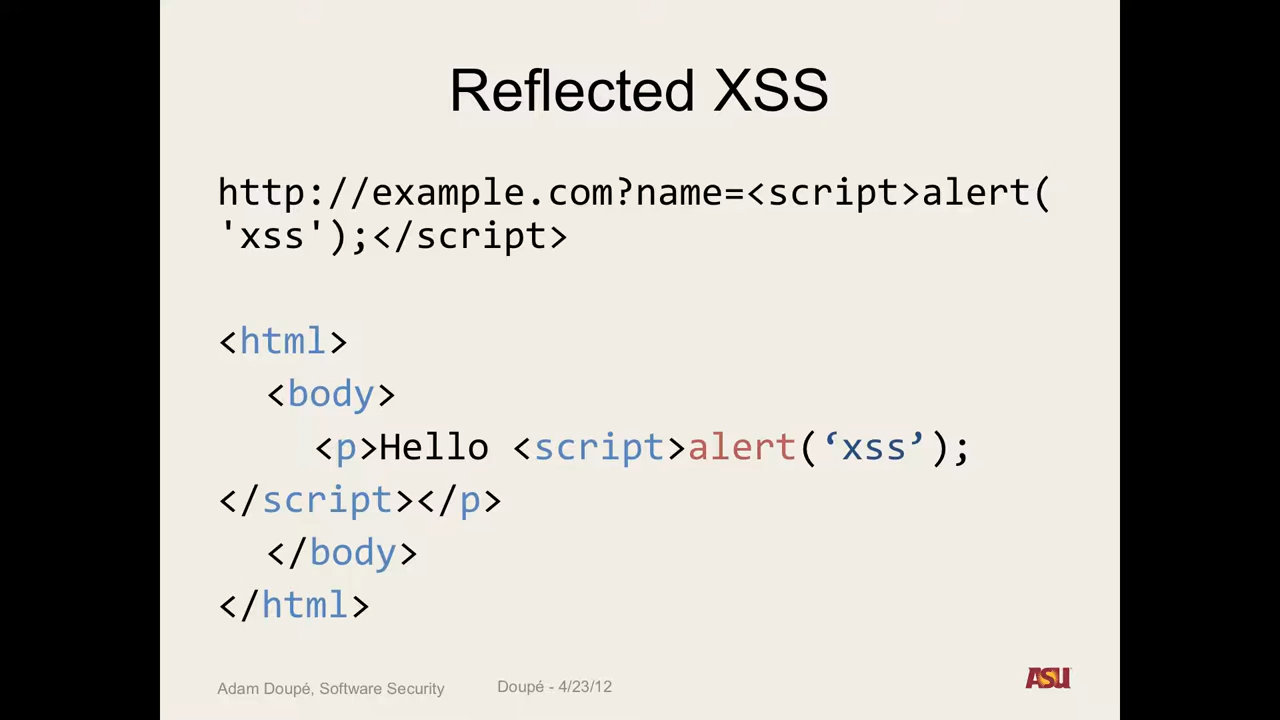 Reflected XSS
http://example.com?name=<script>alert(
'xss');</script>
<html>
<body>
<p>Hello <script>alert(‘xss’);
</script></p>
</body>
</html>
Adam Doupé, Software Security
Doupé - 4/23/12
ASU